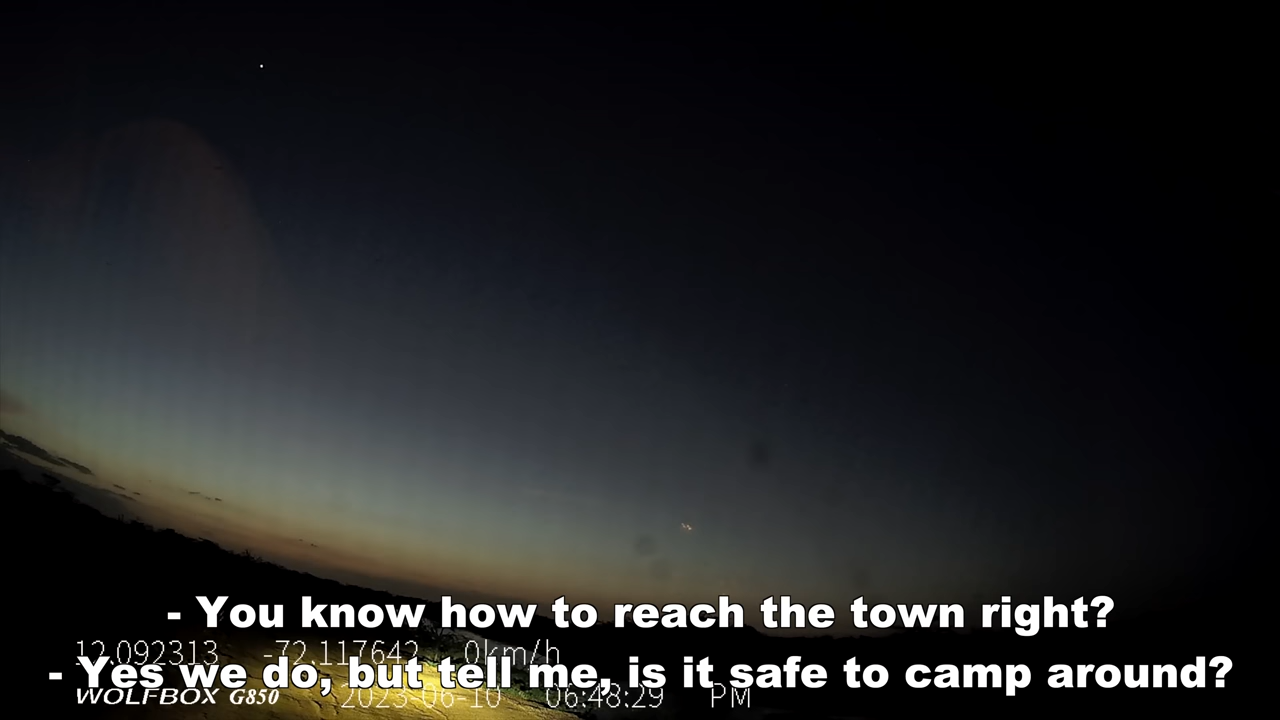 - You know how to reach the town right?
12.092313 -72.117642 0km/h
- Yes we do, but tell me, is it safe to camp around?
WOLFBOX G850 2023-06-10 06:48:29 PM